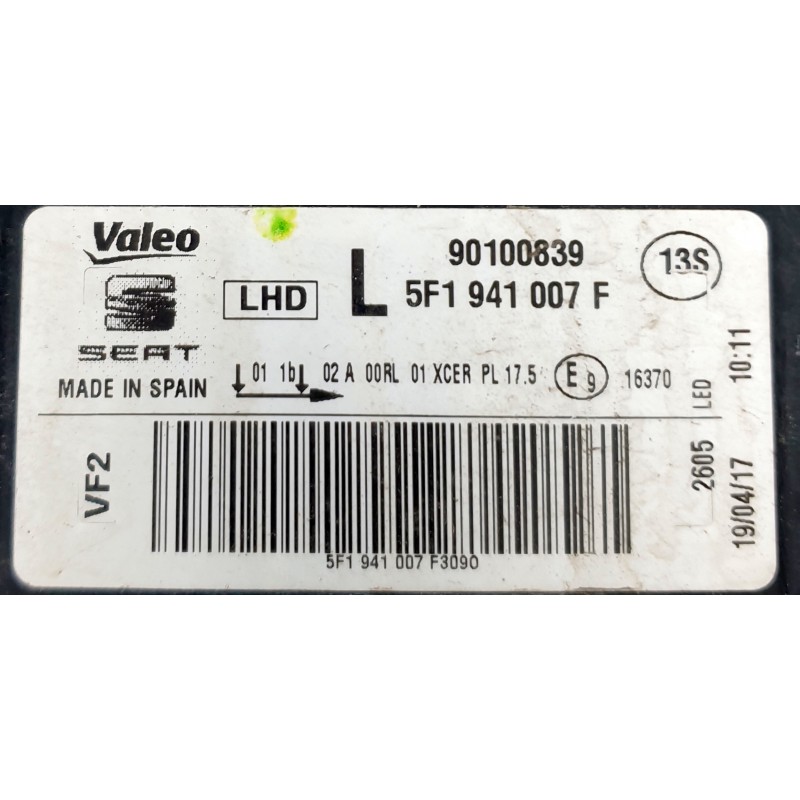 Valeo
SEAT
MADE IN SPAIN
LHD
L
90100839
5F1 941 007 F
13S
01 1b 02 A 00RL 01 XCER PL 17.5 E9 16370
VF2
5F1 941 007 F3090
2605 LED
19/04/17 10:11